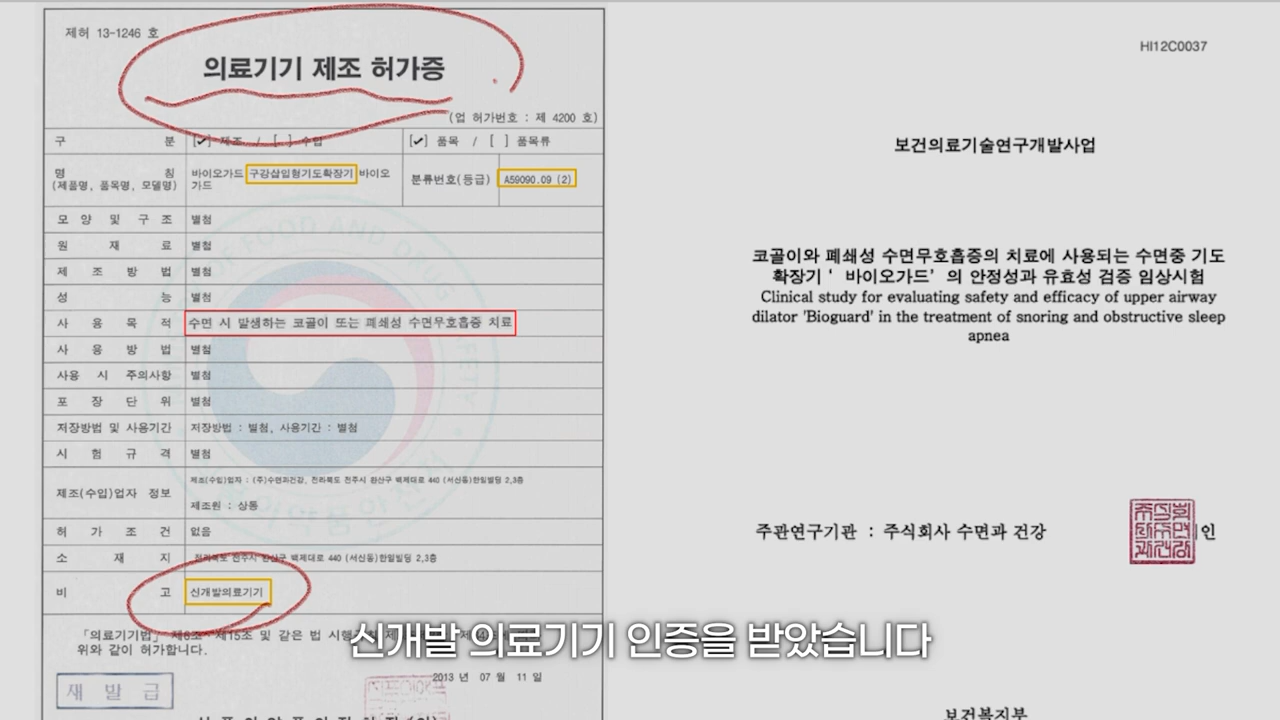 제허 13-1246 호
의료기기 제조 허가증
(업 허가번호 : 제 4200 호)
구 분 [✓] 제조 / [ ] 수입 [✓] 품목 / [ ] 품목류
명 칭
(제품명, 품목명, 모델명)
바이오가드 구강삽입형기도확장기 바이오
가드
분류번호(등급) A59090.09 (2)
모 양 및 구 조 별첨
원 재 료 별첨
제 조 방 법 별첨
성 능 별첨
사 용 목 적 수면 시 발생하는 코골이 또는 폐쇄성 수면무호흡증 치료
사 용 방 법 별첨
사용 시 주의사항 별첨
포 장 단 위 별첨
저장방법 및 사용기간 저장방법 : 별첨, 사용기간 : 별첨
시 험 규 격 별첨
제조(수입)업자 정보
제조(수입)업자 : (주)수면과건강, 전라북도 전주시 완산구 백제대로 440 (서신동)한일빌딩 2,3층
제조원 : 상동
허 가 조 건 없음
소 재 지 전라북도 전주시 완산구 백제대로 440 (서신동)한일빌딩 2,3층
비 고 신개발의료기기
「의료기기법」 제6조·제15조 및 같은 법 시행
위와 같이 허가합니다.
2013 년 07 월 11 일
재 발 급
HI12C0037
보건의료기술연구개발사업
코골이와 폐쇄성 수면무호흡증의 치료에 사용되는 수면중 기도
확장기 ' 바이오가드' 의 안정성과 유효성 검증 임상시험
Clinical study for evaluating safety and efficacy of upper airway
dilator 'Bioguard' in the treatment of snoring and obstructive sleep
apnea
주관연구기관 : 주식회사 수면과 건강 인
보건복지부
신개발 의료기기 인증을 받았습니다